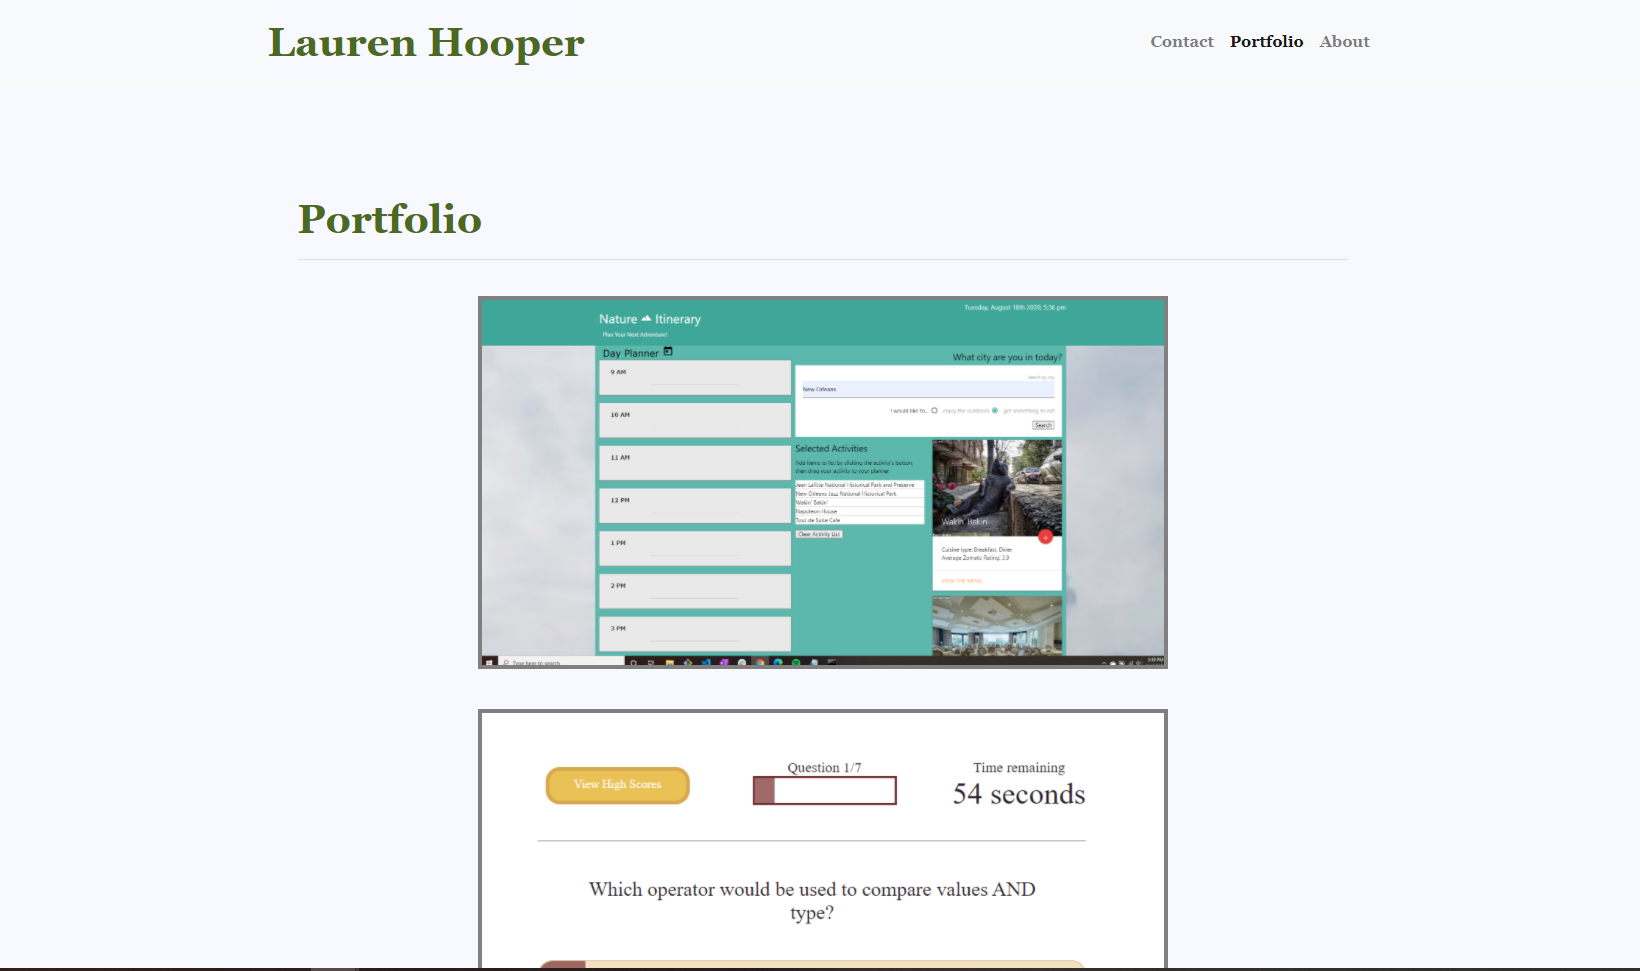 Lauren Hooper
Contact Portfolio About
Portfolio
Tuesday, August 18th 2020, 5:36 pm
Nature Itinerary
Plan Your Next Adventure!
Day Planner
What city are you in today?
9 AM
Search by city
New Orleans
10 AM
I would like to... enjoy the outdoors get something to eat
Search
11 AM
Selected Activities
Add items to list by clicking the activity's button,
then drag your activity to your planner
Jean Lafitte National Historical Park and Preserve
New Orleans Jazz National Historical Park
Wakin' Bakin'
Napoleon House
Toast de Suite Cafe
Clear Activity List
12 PM
Wakin' Bakin'
1 PM
Cuisine type: Breakfast, Diner
Average Zomato Rating: 3.9
VIEW THE MENU
2 PM
3 PM
Type here to search
View High Scores
Question 1/7
Time remaining
54 seconds
Which operator would be used to compare values AND
type?